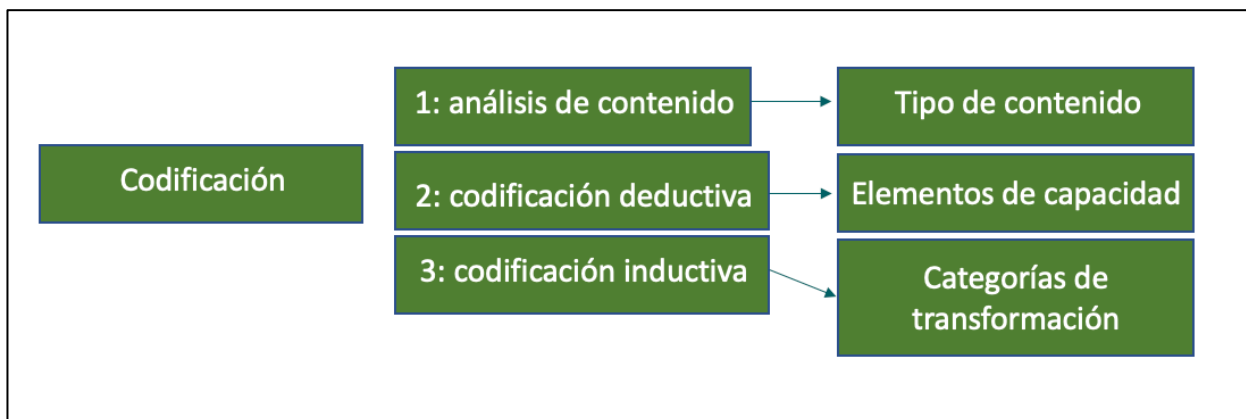 Codificación
1: análisis de contenido
Tipo de contenido
2: codificación deductiva
Elementos de capacidad
3: codificación inductiva
Categorías de
transformación